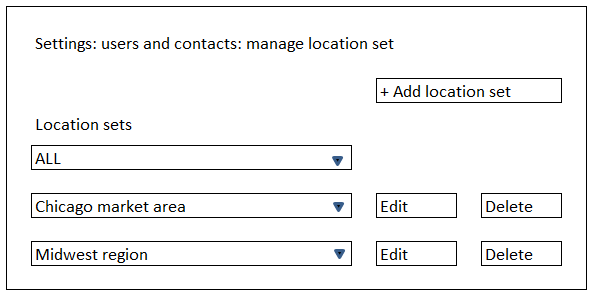 Settings: users and contacts: manage location set
+ Add location set
Location sets
ALL
Chicago market area Edit Delete
Midwest region Edit Delete